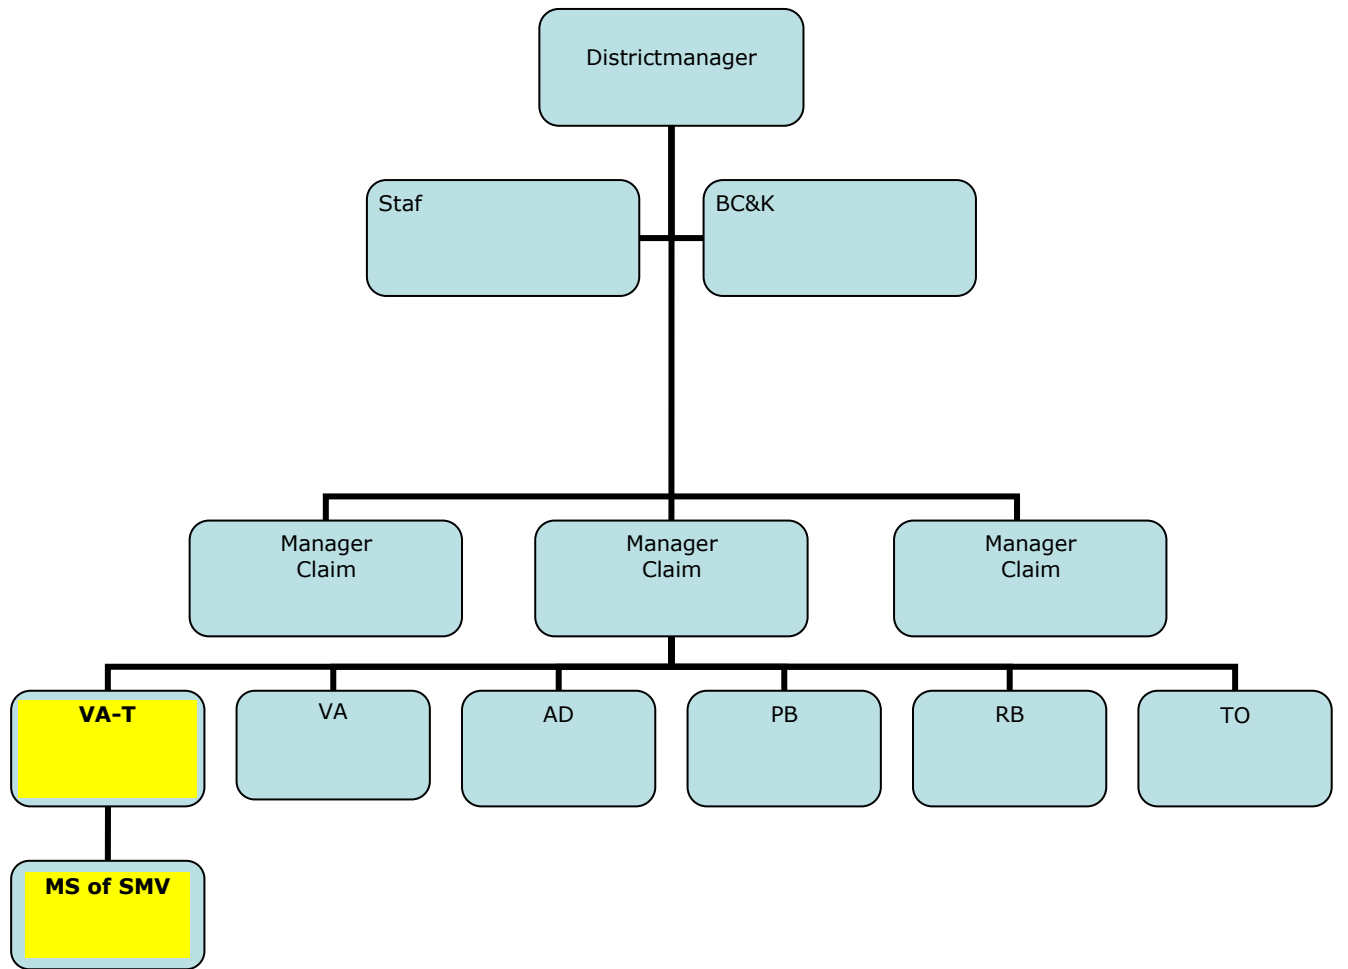 Districtmanager
Staf
BC&K
Manager
Claim
Manager
Claim
Manager
Claim
VA-T
VA
AD
PB
RB
TO
MS of SMV